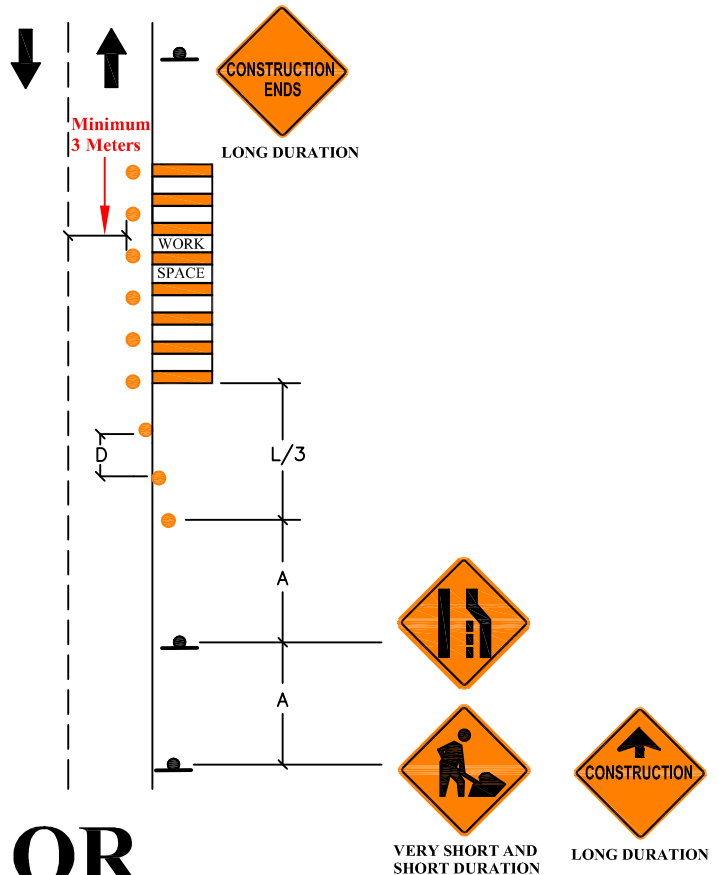 CONSTRUCTION
ENDS
LONG DURATION
Minimum
3 Meters
WORK
SPACE
D
L/3
A
A
CONSTRUCTION
VERY SHORT AND
SHORT DURATION
LONG DURATION
OR